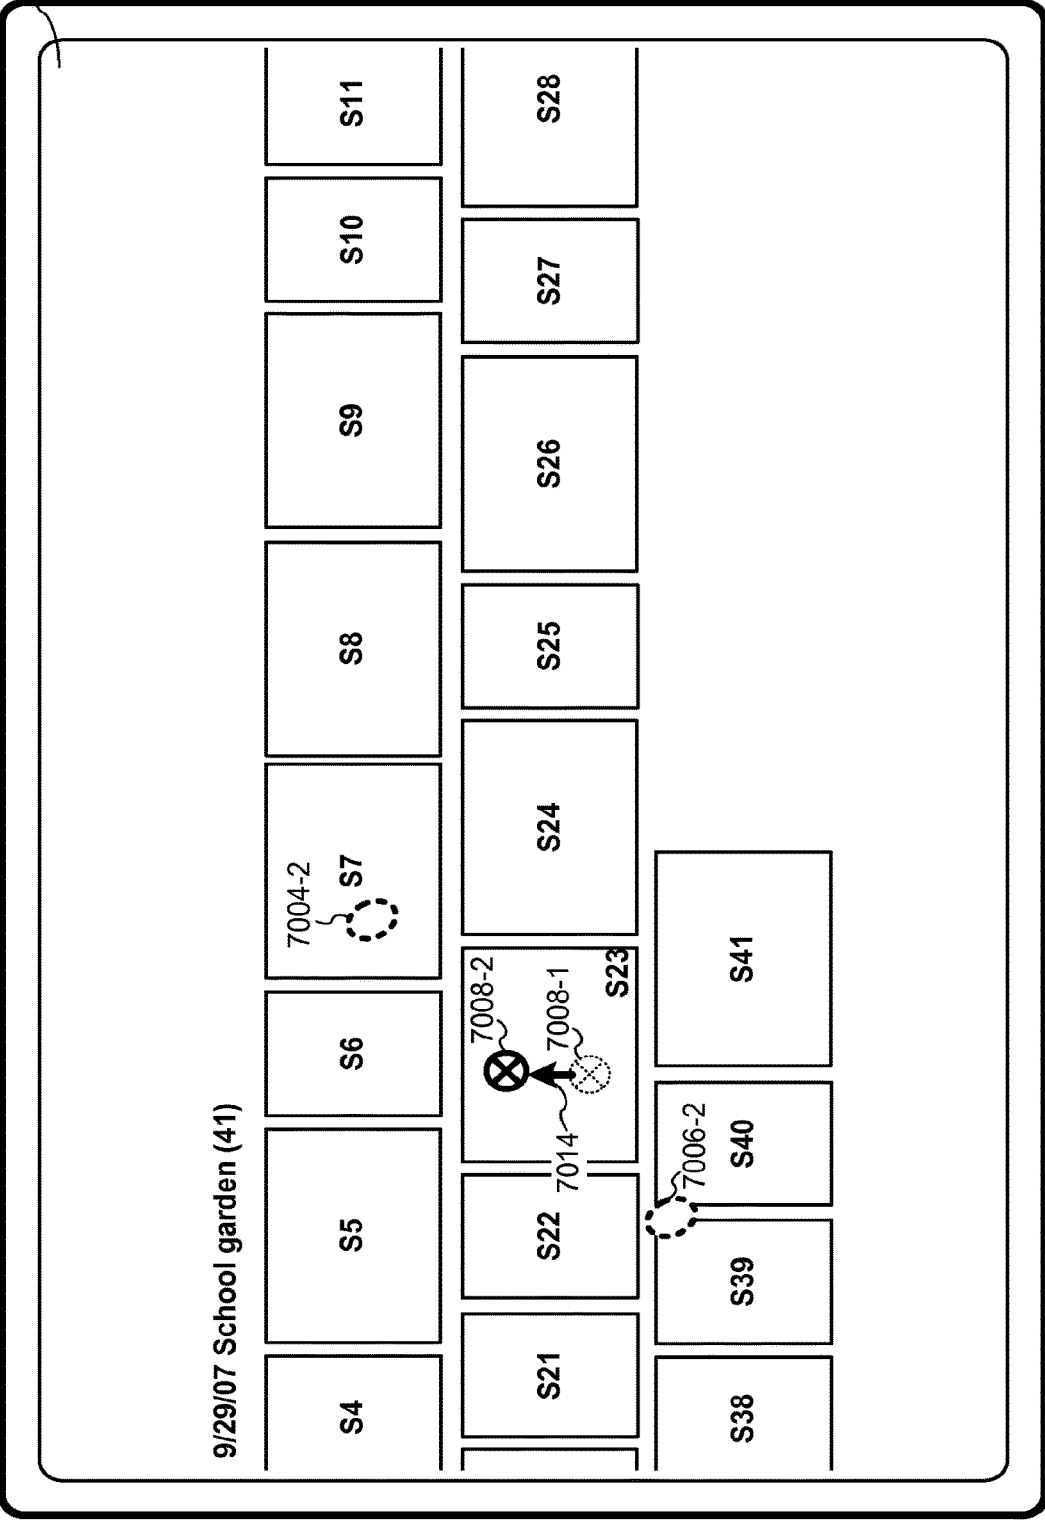 9/29/07 School garden (41)
S4
S5
S6
S7
S8
S9
S10
S11
7004-2
S21
S22
S23
S24
S25
S26
S27
S28
7008-2
7008-1
7014
S38
S39
S40
S41
7006-2